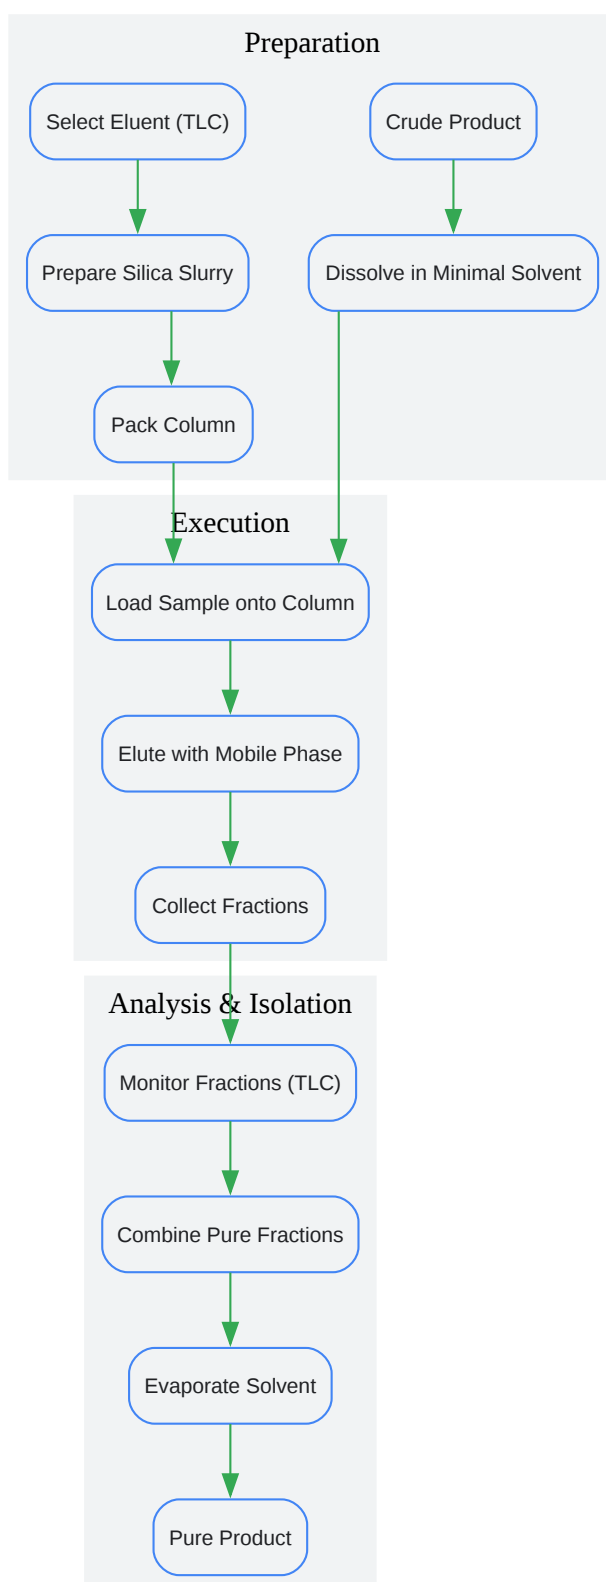 Preparation
Select Eluent (TLC)
Crude Product
Prepare Silica Slurry
Dissolve in Minimal Solvent
Pack Column
Execution
Load Sample onto Column
Elute with Mobile Phase
Collect Fractions
Analysis & Isolation
Monitor Fractions (TLC)
Combine Pure Fractions
Evaporate Solvent
Pure Product